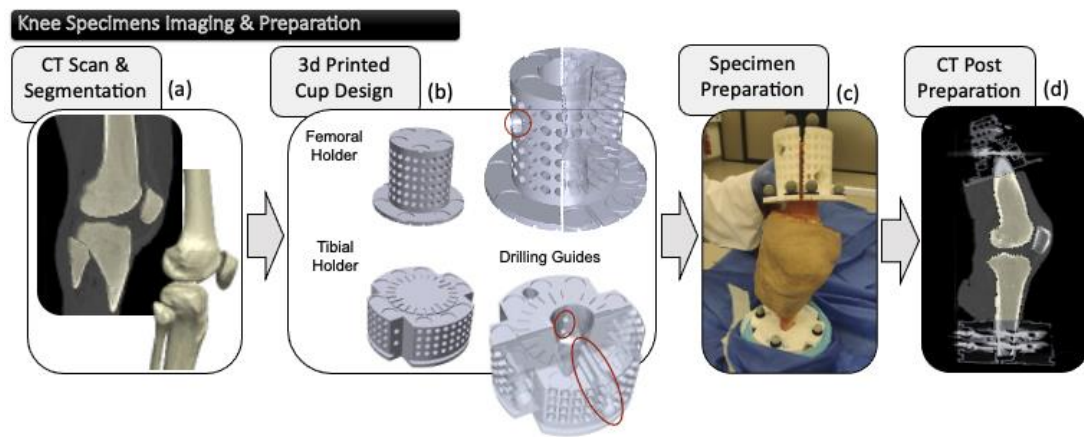 Knee Specimens Imaging & Preparation
CT Scan &
Segmentation
(a)
3d Printed
Cup Design
(b)
Femoral
Holder
Tibial
Holder
Drilling Guides
Specimen
Preparation
(c)
CT Post
Preparation
(d)